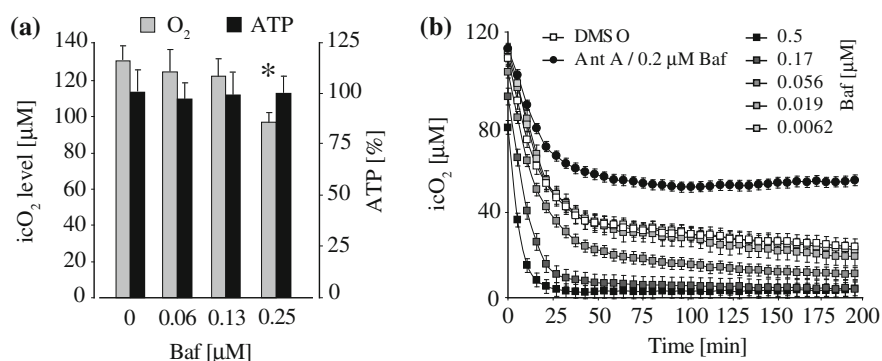 (a)
O₂ ATP
140
120
100
80
60
40
20
0
icO₂ level [µM]
*
125
100
75
50
25
0
ATP [%]
0 0.06 0.13 0.25
Baf [µM]
(b)
120
80
40
0
icO₂ [µM]
DMSO
Ant A / 0.2 µM Baf
0.5
0.17
0.056
0.019
0.0062
Baf [µM]
0 25 50 75 100 125 150 175 200
Time [min]